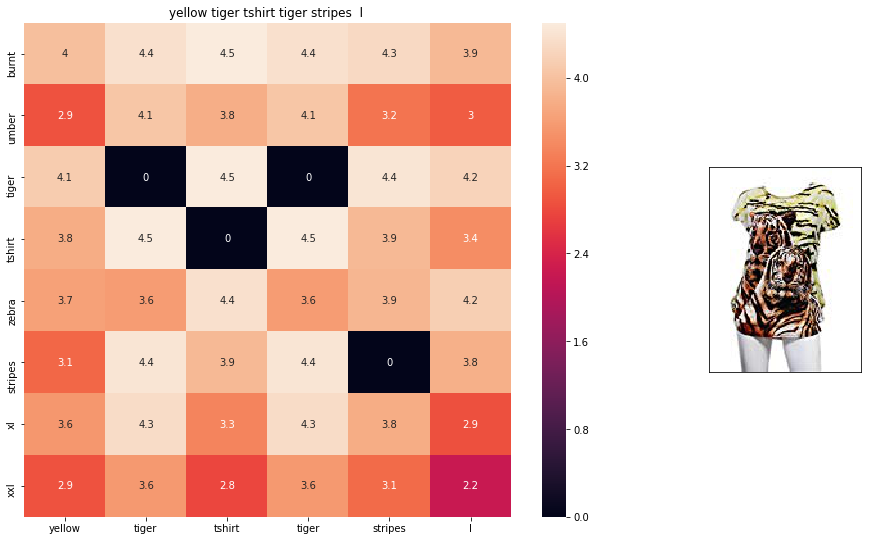 yellow tiger tshirt tiger stripes l
burnt 4 4.4 4.5 4.4 4.3 3.9
umber 2.9 4.1 3.8 4.1 3.2 3
tiger 4.1 0 4.5 0 4.4 4.2
tshirt 3.8 4.5 0 4.5 3.9 3.4
zebra 3.7 3.6 4.4 3.6 3.9 4.2
stripes 3.1 4.4 3.9 4.4 0 3.8
xl 3.6 4.3 3.3 4.3 3.8 2.9
xxl 2.9 3.6 2.8 3.6 3.1 2.2
yellow tiger tshirt tiger stripes l
4.0
3.2
2.4
1.6
0.8
0.0